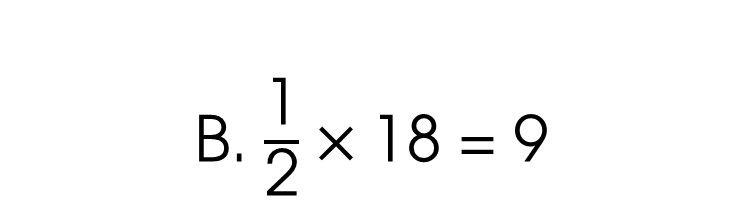 B. 1/2 × 18 = 9